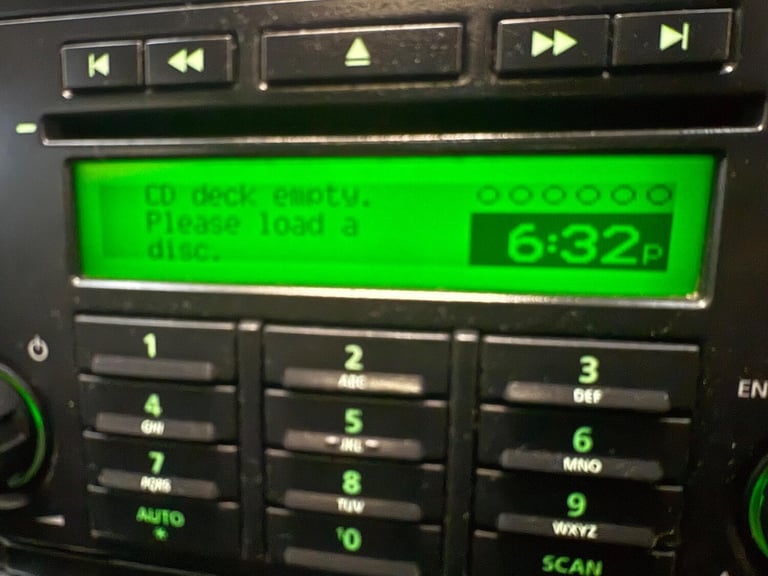 CD deck empty.
Please load a
disc.
6:32p
1
2
ABC
3
DEF
EN
4
GHI
5
JKL
6
MNO
7
PQRS
8
TUV
9
WXYZ
AUTO
*
0
SCAN